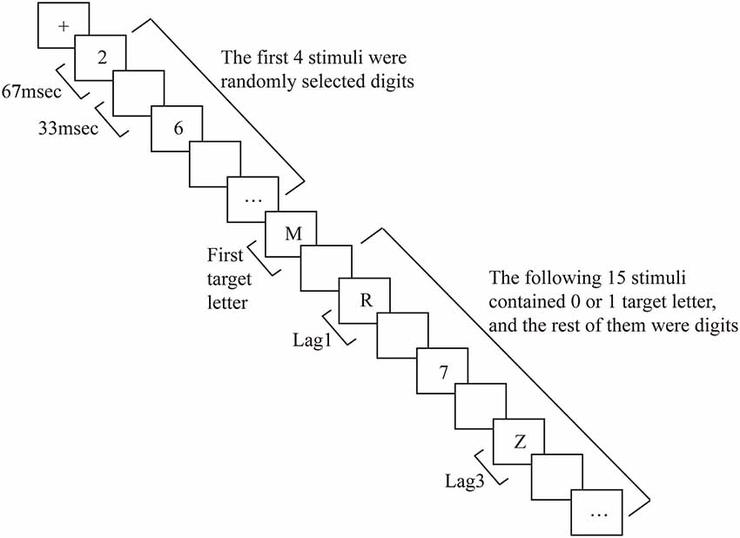 +
2
The first 4 stimuli were
randomly selected digits
67msec
33msec
6
...
M
First
target
letter
The following 15 stimuli
contained 0 or 1 target letter,
and the rest of them were digits
R
Lag1
7
Z
Lag3
...